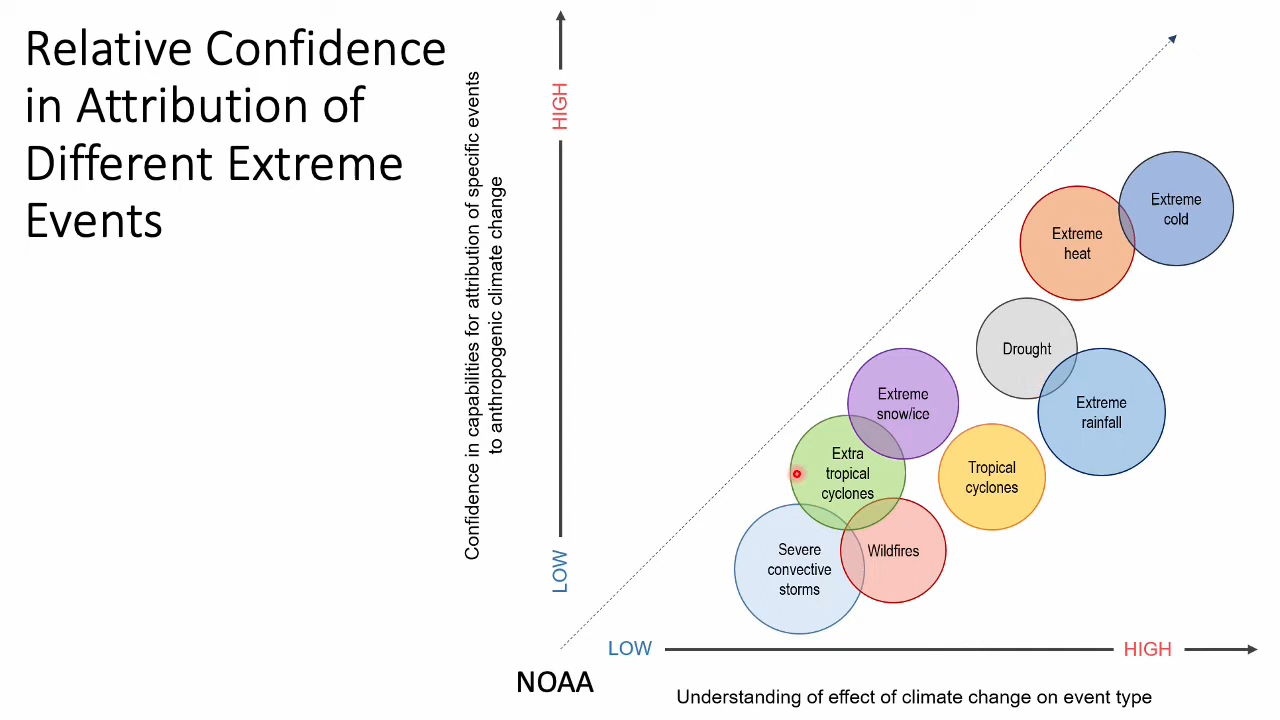 Relative Confidence
in Attribution of
Different Extreme
Events
Confidence in capabilities for attribution of specific events
to anthropogenic climate change
HIGH
LOW
Extreme
cold
Extreme
heat
Drought
Extreme
snow/ice
Extreme
rainfall
Extra
tropical
cyclones
Tropical
cyclones
Severe
convective
storms
Wildfires
LOW
HIGH
NOAA
Understanding of effect of climate change on event type